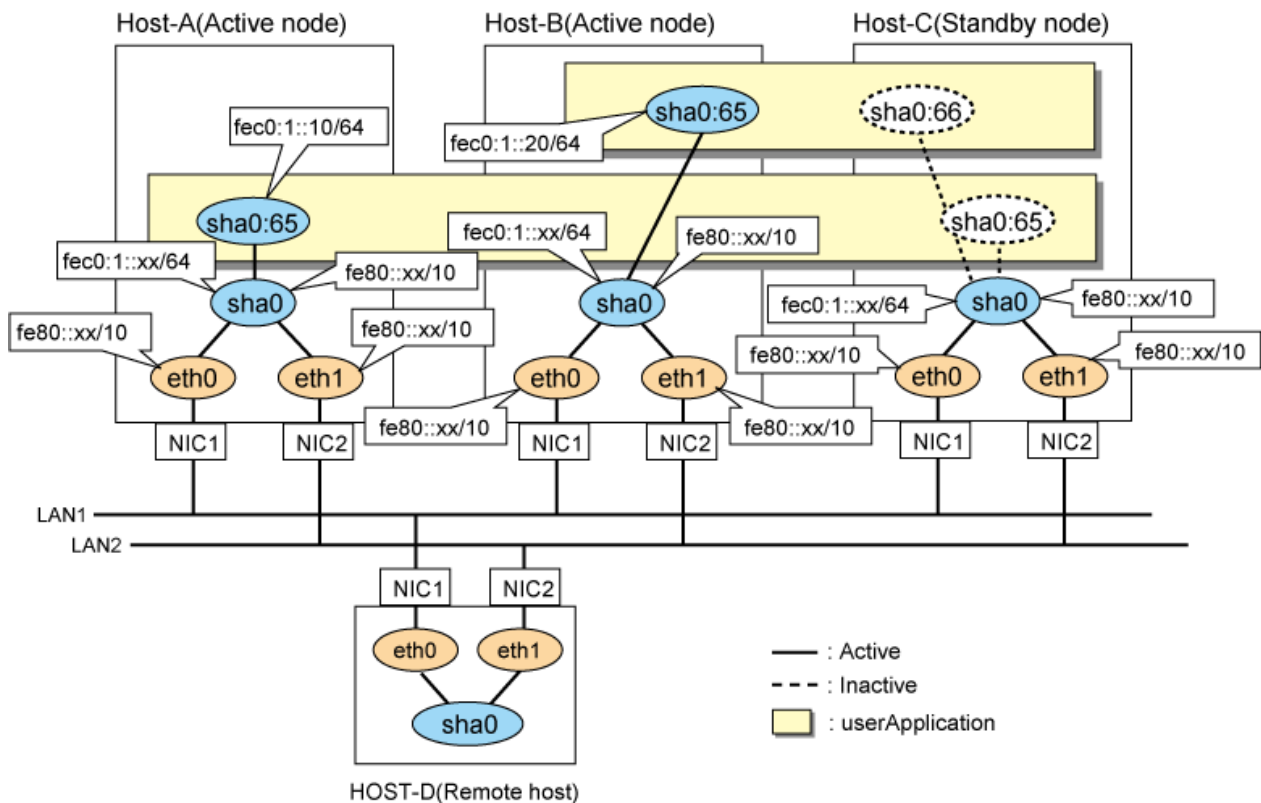 Host-A(Active node)
Host-B(Active node)
Host-C(Standby node)
sha0:65
sha0:66
fec0:1::10/64
fec0:1::20/64
sha0:65
sha0:65
fec0:1::xx/64
fe80::xx/10
fec0:1::xx/64
fe80::xx/10
sha0
sha0
sha0
fec0:1::xx/64
fe80::xx/10
fe80::xx/10
fe80::xx/10
fe80::xx/10
fe80::xx/10
eth0
eth1
eth0
eth1
eth0
eth1
fe80::xx/10
fe80::xx/10
NIC1
NIC2
NIC1
NIC2
NIC1
NIC2
LAN1
LAN2
NIC1
NIC2
eth0
eth1
sha0
HOST-D(Remote host)
: Active
: Inactive
: userApplication